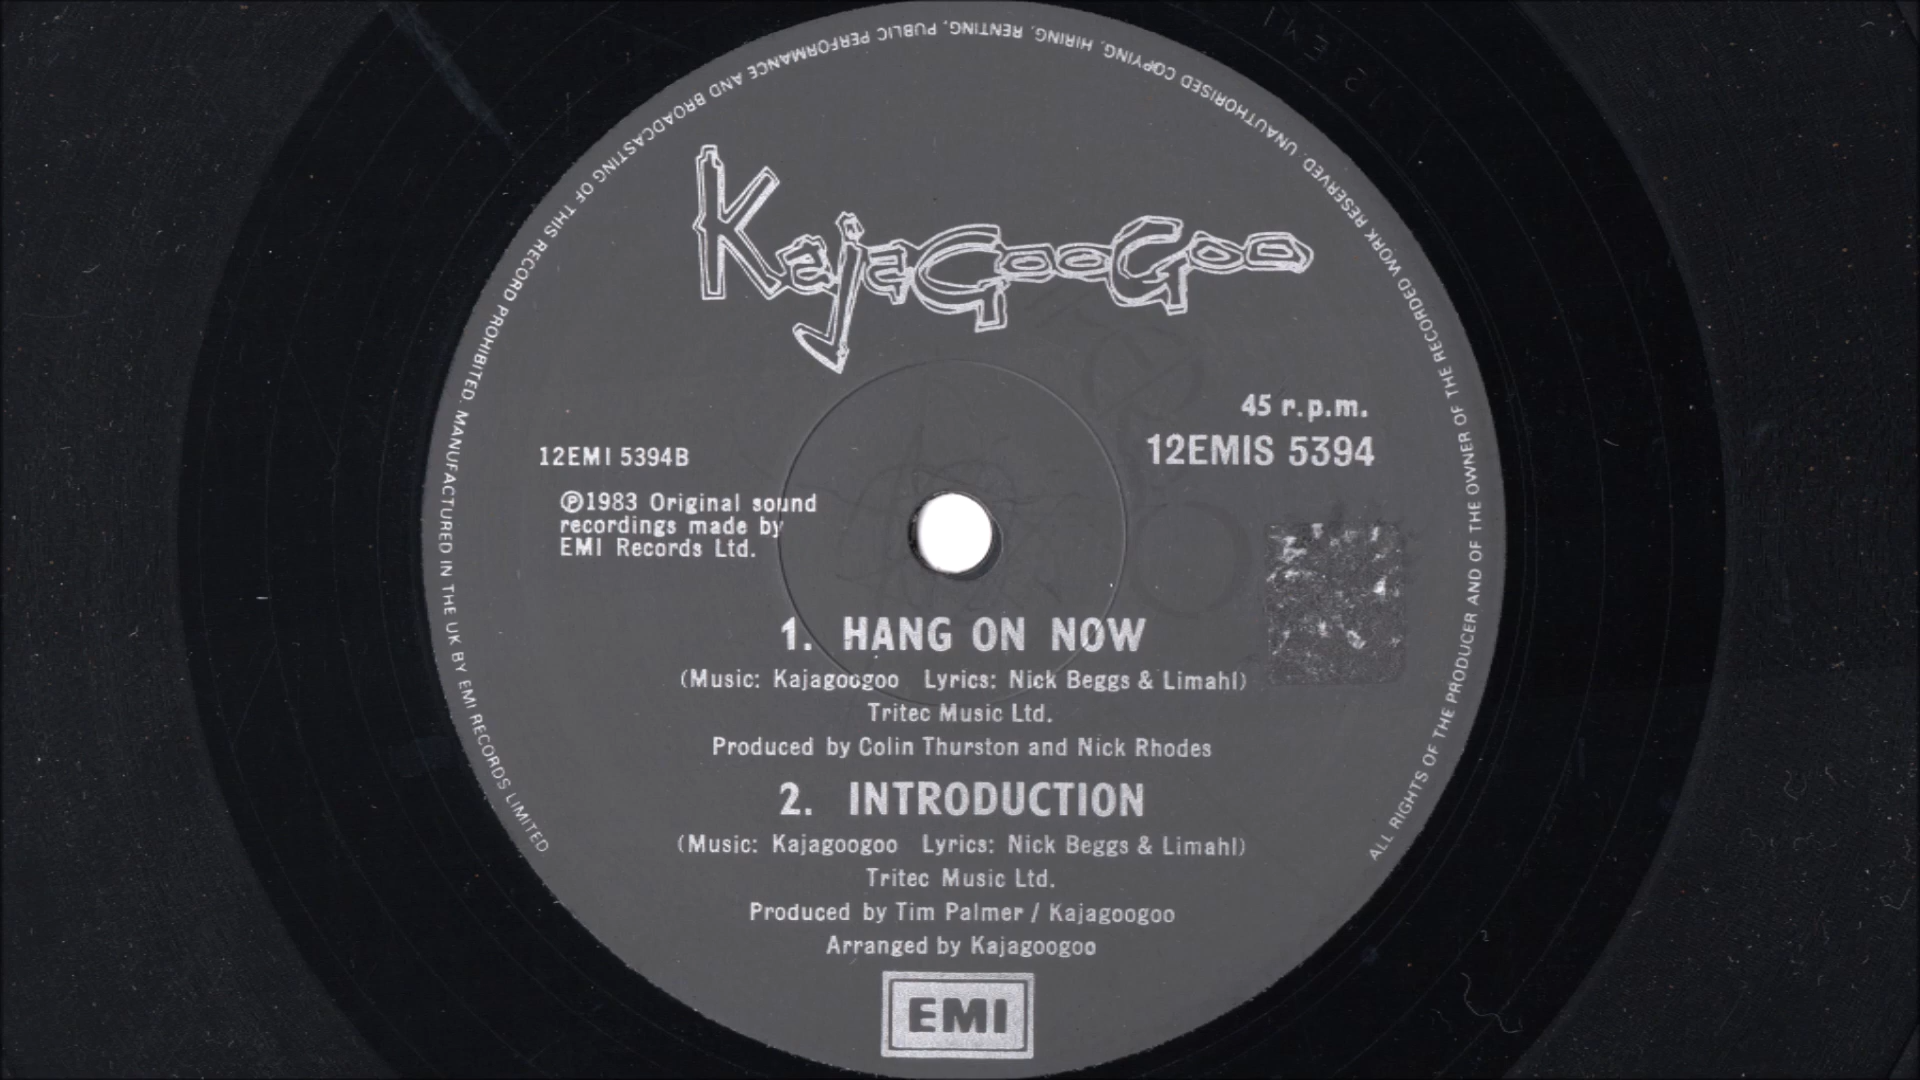 KajaGooGoo
45 r.p.m.
12EMIS 5394
12EMI 5394B
℗1983 Original sound
recordings made by
EMI Records Ltd.
1. HANG ON NOW
(Music: Kajagoogoo Lyrics: Nick Beggs & Limahl)
Tritec Music Ltd.
Produced by Colin Thurston and Nick Rhodes
2. INTRODUCTION
(Music: Kajagoogoo Lyrics: Nick Beggs & Limahl)
Tritec Music Ltd.
Produced by Tim Palmer / Kajagoogoo
Arranged by Kajagoogoo
EMI
ALL RIGHTS OF THE PRODUCER AND OF THE OWNER OF THE RECORDED WORK RESERVED. UNAUTHORISED COPYING, HIRING, RENTING, PUBLIC PERFORMANCE AND BROADCASTING OF THIS RECORD PROHIBITED. MANUFACTURED IN THE UK BY EMI RECORDS LIMITED
12 EMI